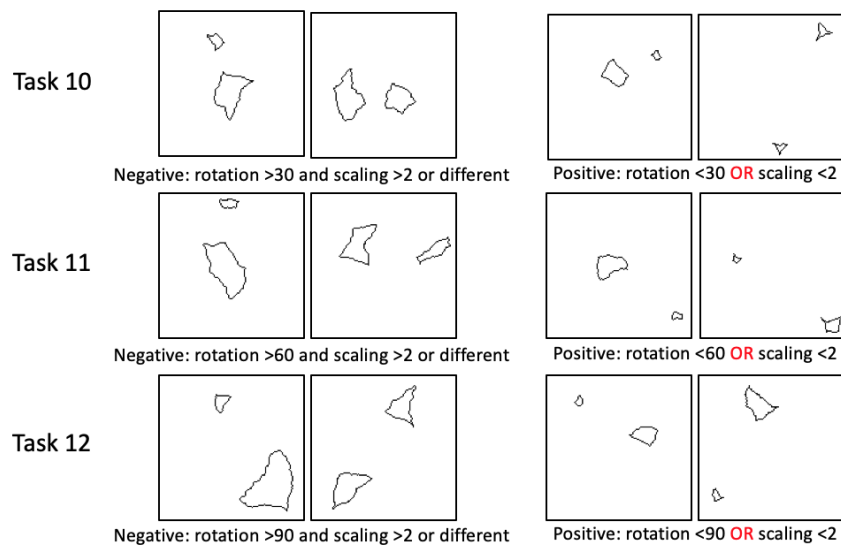 Task 10
Negative: rotation >30 and scaling >2 or different
Positive: rotation <30 OR scaling <2
Task 11
Negative: rotation >60 and scaling >2 or different
Positive: rotation <60 OR scaling <2
Task 12
Negative: rotation >90 and scaling >2 or different
Positive: rotation <90 OR scaling <2